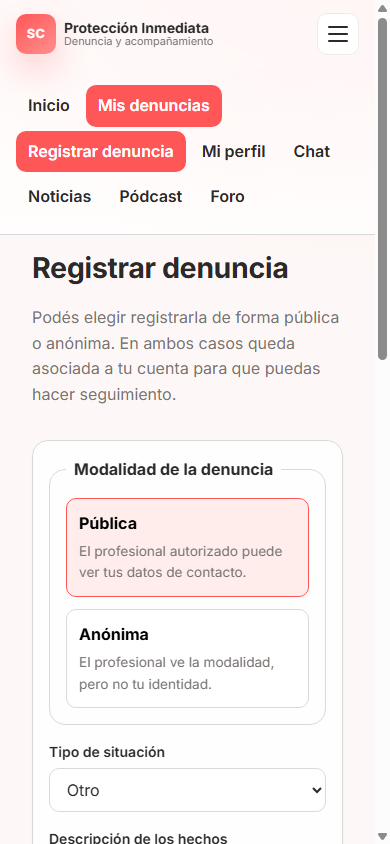 SC
Protección Inmediata
Denuncia y acompañamiento
Inicio Mis denuncias
Registrar denuncia Mi perfil Chat
Noticias Pódcast Foro
Registrar denuncia
Podés elegir registrarla de forma pública
o anónima. En ambos casos queda
asociada a tu cuenta para que puedas
hacer seguimiento.
Modalidad de la denuncia
Pública
El profesional autorizado puede
ver tus datos de contacto.
Anónima
El profesional ve la modalidad,
pero no tu identidad.
Tipo de situación
Otro
Descripción de los hechos